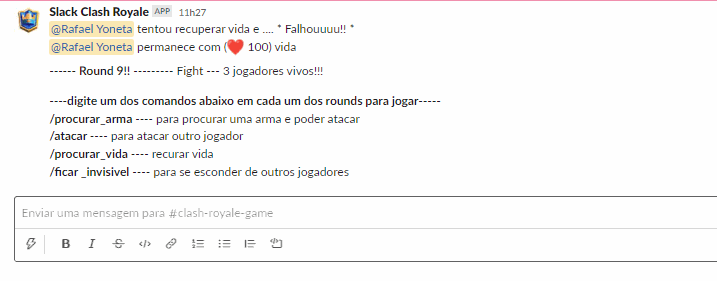 Slack Clash Royale APP 11h27
@Rafael Yoneta tentou recuperar vida e .... * Falhouuuu!! *
@Rafael Yoneta permanece com (❤️ 100) vida
------ Round 9!! --------- Fight --- 3 jogadores vivos!!!
----digite um dos comandos abaixo em cada um dos rounds para jogar-----
/procurar_arma ---- para procurar uma arma e poder atacar
/atacar ---- para atacar outro jogador
/procurar_vida ---- recurar vida
/ficar _invisivel ---- para se esconder de outros jogadores
Enviar uma mensagem para #clash-royale-game
B I S </>